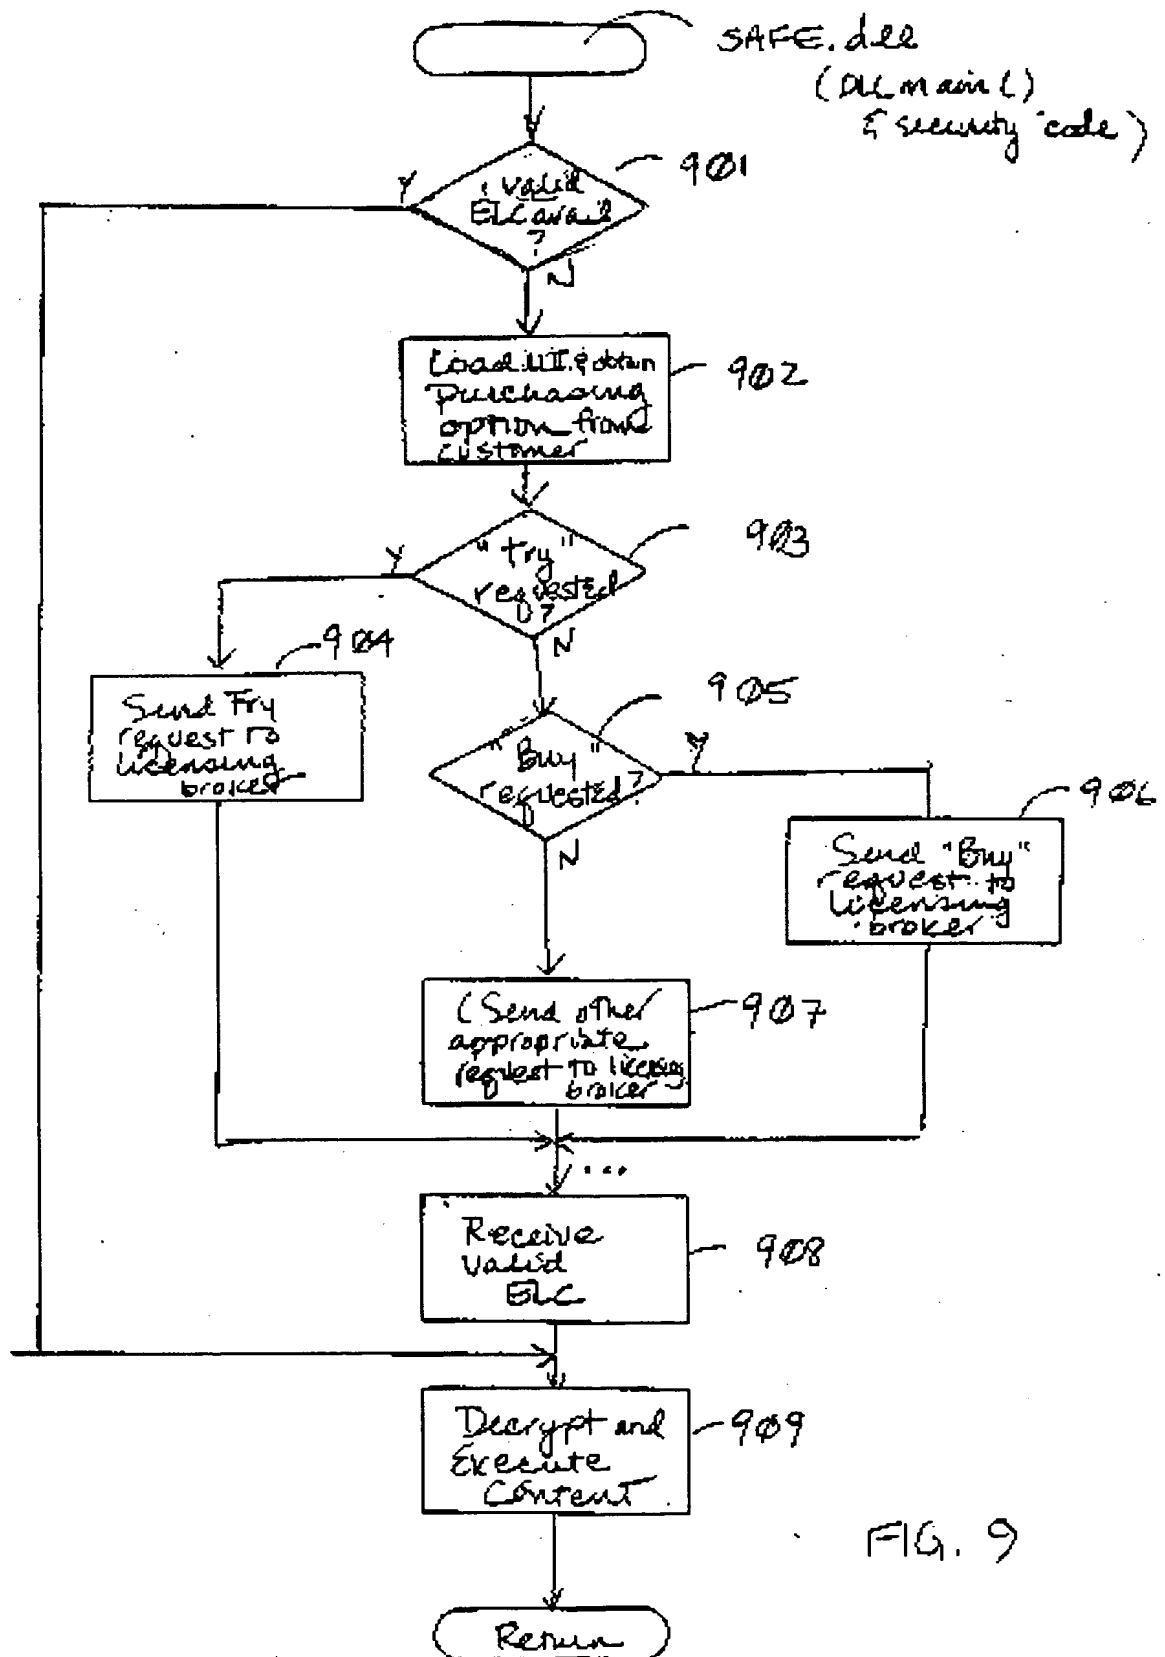 SAFE.dll
(DLLmain()
& security code)
901
Y
valid
ELC avail
?
N
Load UI & obtain
Purchasing
option from
customer
902
903
"try"
requested
?
Y
N
904
Send Try
request to
licensing
broker
905
"Buy"
requested?
Y
N
906
Send "Buy"
request to
licensing
broker
(Send other
appropriate
request to licensing
broker
907
...
Receive
valid
ELC
908
Decrypt and
Execute
Content
909
FIG. 9
Return